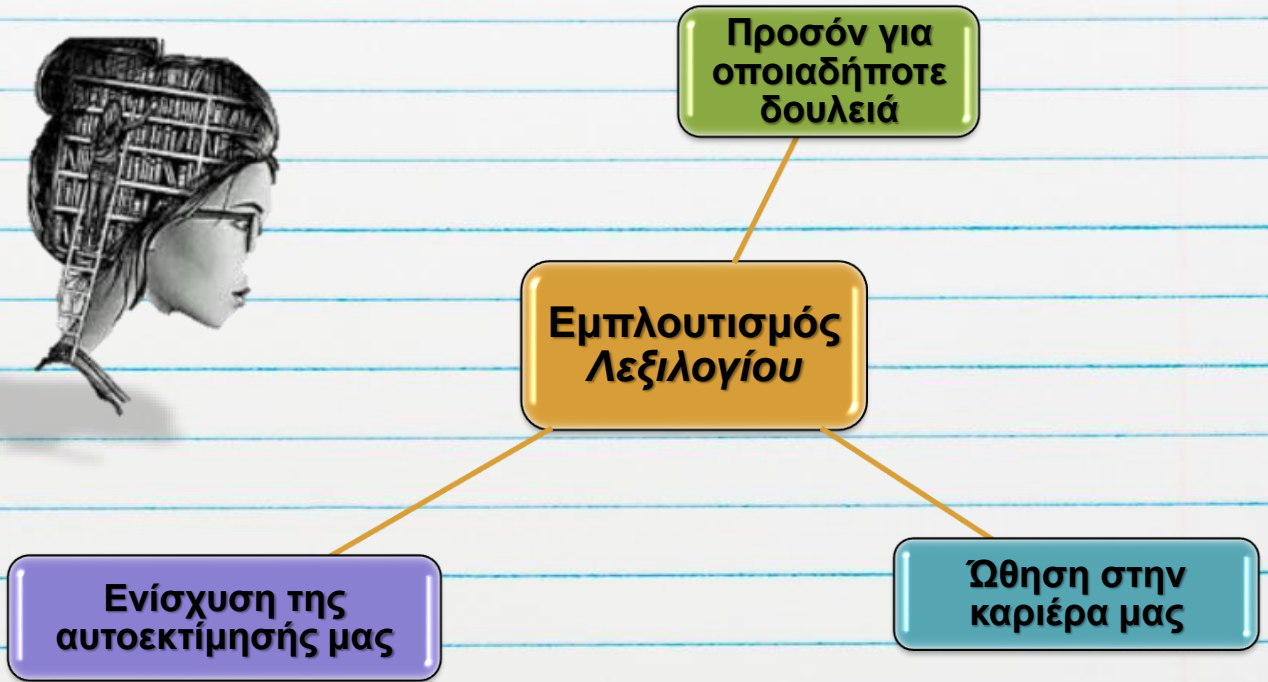 Προσόν για
οποιαδήποτε
δουλειά
Εμπλουτισμός
Λεξιλογίου
Ενίσχυση της
αυτοεκτίμησής μας
Ώθηση στην
καριέρα μας